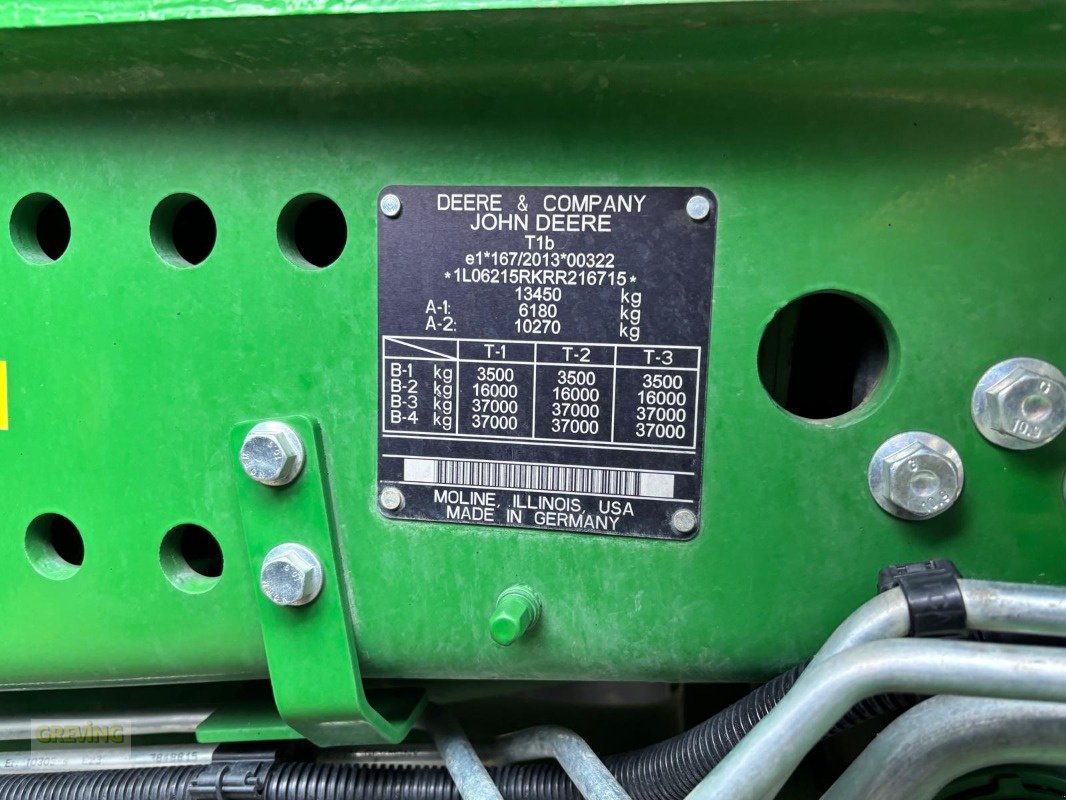 DEERE & COMPANY
JOHN DEERE
T1b
e1*167/2013*00322
*1L06215RKRR216715*
13450 kg
A-1: 6180 kg
A-2: 10270 kg
T-1 T-2 T-3
B-1 kg 3500 3500 3500
B-2 kg 16000 16000 16000
B-3 kg 37000 37000 37000
B-4 kg 37000 37000 37000
MOLINE, ILLINOIS, USA
MADE IN GERMANY
10.9
GREVING